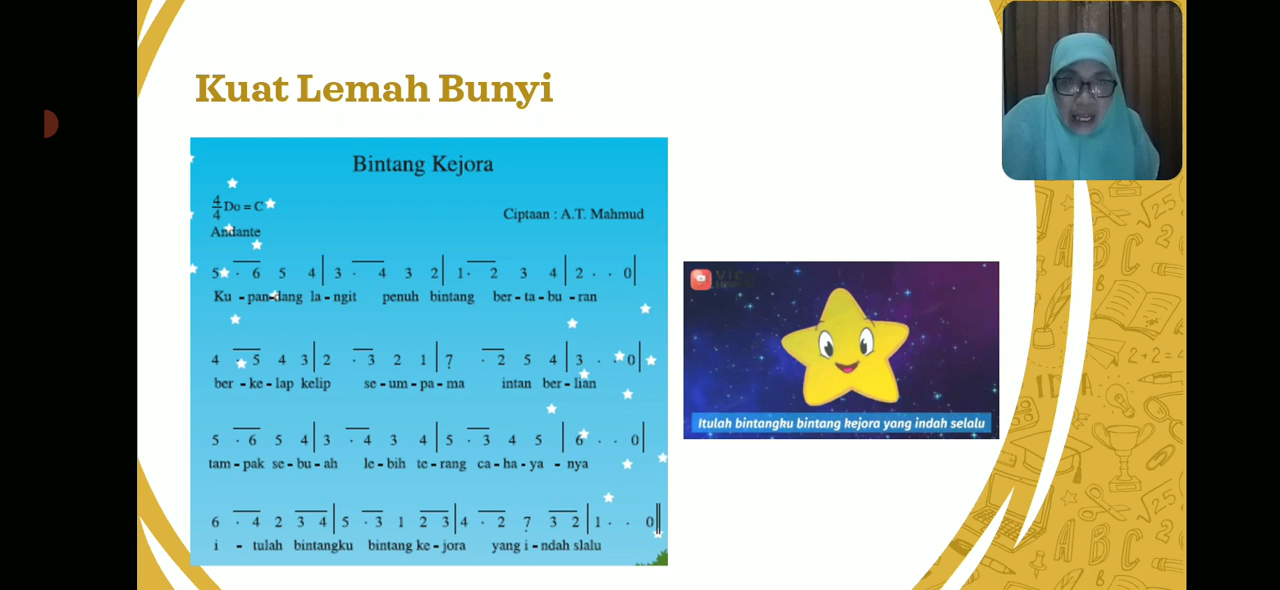 Kuat Lemah Bunyi
Bintang Kejora
4/4 Do = C
Ciptaan : A.T. Mahmud
Andante
5 . 6 5 4 | 3 . 4 3 2 | 1 . 2 3 4 | 2 . . 0 |
Ku - pan-dang la - ngit penuh bintang ber - ta - bu - ran
4 . 5 4 3 | 2 . 3 2 1 | 7 . 2 5 4 | 3 . . 0 |
ber - ke - lap kelip se - um - pa - ma intan ber - lian
5 . 6 5 4 | 3 . 4 3 4 | 5 . 3 4 5 | 6 . . 0 |
tam - pak se - bu - ah le - bih te - rang ca - ha - ya - nya
6 . 4 2 3 4 | 5 . 3 1 2 3 | 4 . 2 7 3 2 | 1 . . 0 ||
i - tulah bintangku bintang ke - jora yang i - ndah slalu
Itulah bintangku bintang kejora yang indah selalu